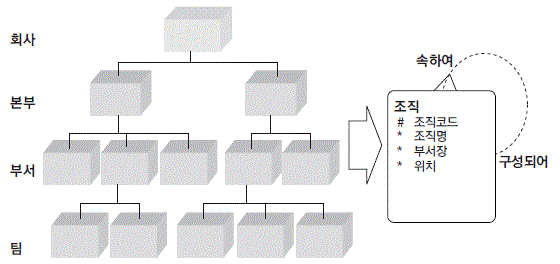 회사
본부
부서
팀
속하여
조직
# 조직코드
* 조직명
* 부서장
* 위치
구성되어